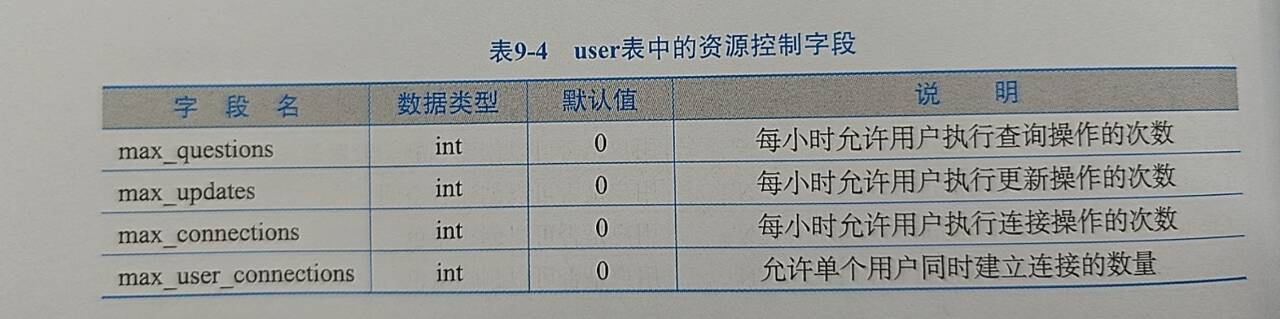 表9-4 user表中的资源控制字段
字 段 名 数据类型 默认值 说 明
max_questions int 0 每小时允许用户执行查询操作的次数
max_updates int 0 每小时允许用户执行更新操作的次数
max_connections int 0 每小时允许用户执行连接操作的次数
max_user_connections int 0 允许单个用户同时建立连接的数量